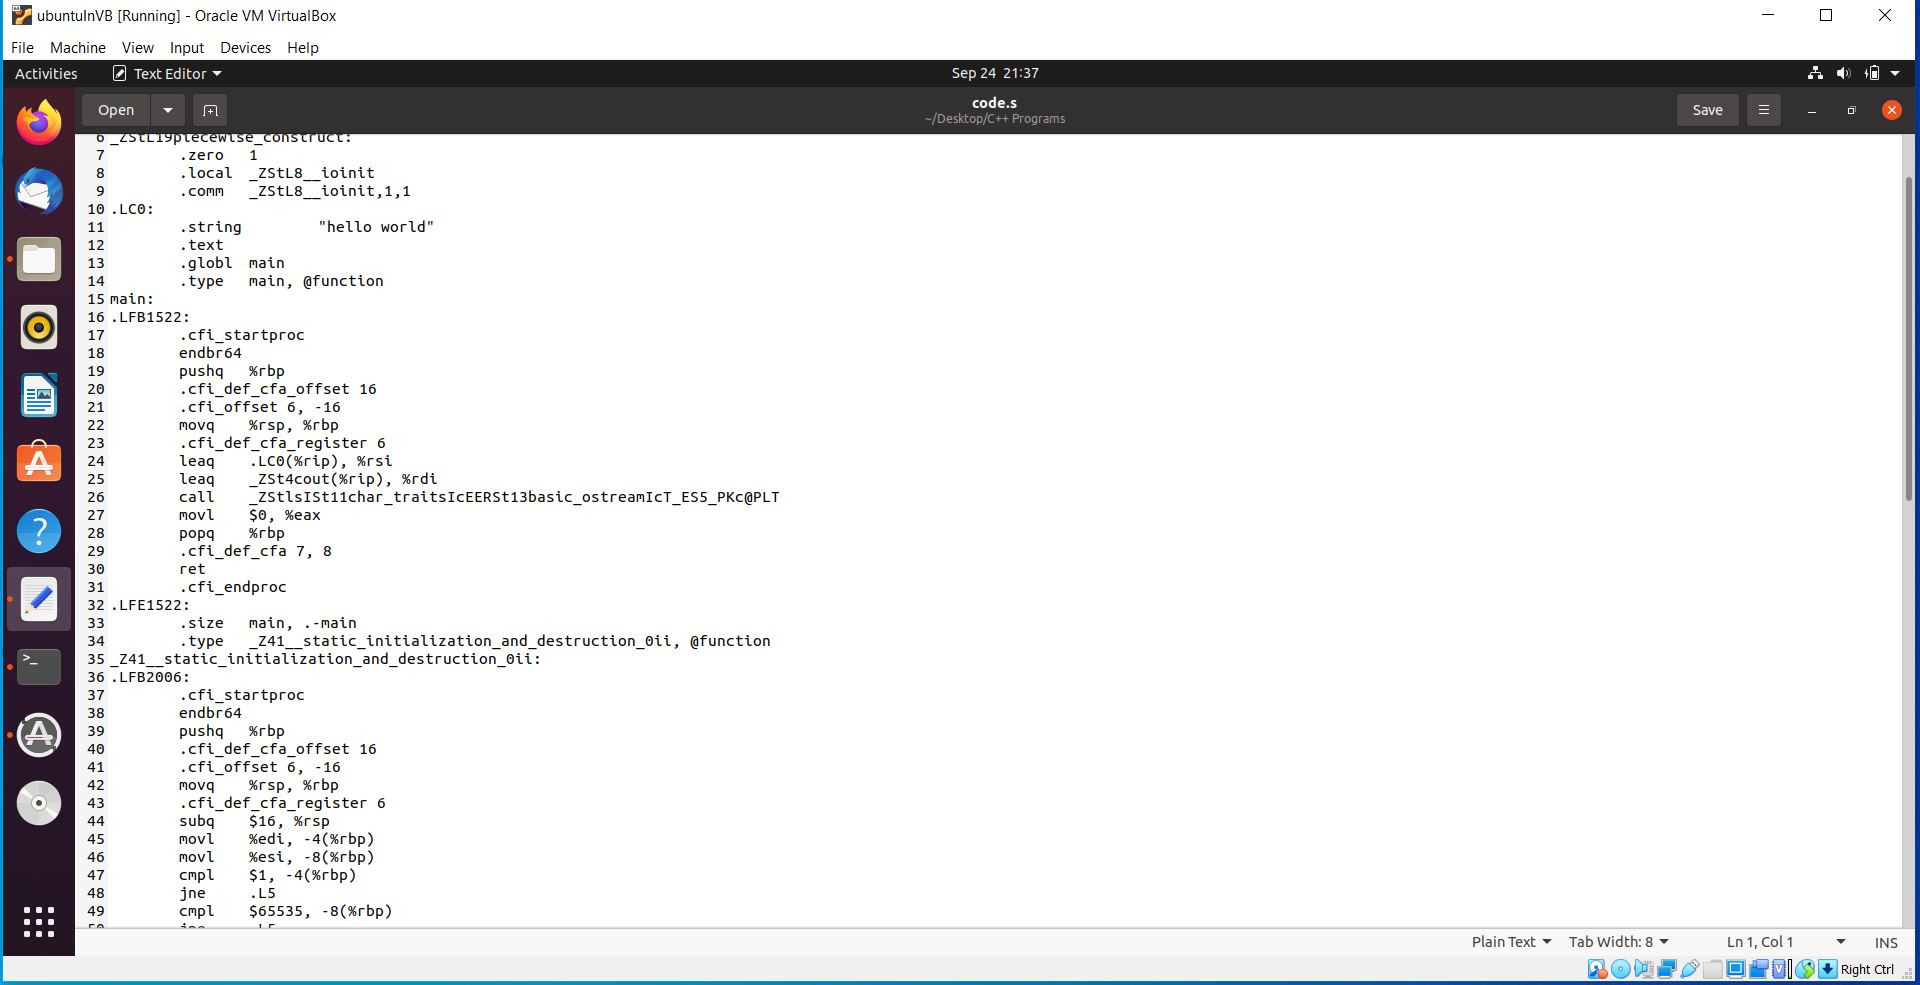 ubuntuInVB [Running] - Oracle VM VirtualBox
File Machine View Input Devices Help
Activities Text Editor Sep 24 21:37
Open code.s Save
~/Desktop/C++ Programs
6 _ZStL19piecewise_construct:
7 .zero 1
8 .local _ZStL8__ioinit
9 .comm _ZStL8__ioinit,1,1
10 .LC0:
11 .string "hello world"
12 .text
13 .globl main
14 .type main, @function
15 main:
16 .LFB1522:
17 .cfi_startproc
18 endbr64
19 pushq %rbp
20 .cfi_def_cfa_offset 16
21 .cfi_offset 6, -16
22 movq %rsp, %rbp
23 .cfi_def_cfa_register 6
24 leaq .LC0(%rip), %rsi
25 leaq _ZSt4cout(%rip), %rdi
26 call _ZStlsISt11char_traitsIcEERSt13basic_ostreamIcT_ES5_PKc@PLT
27 movl $0, %eax
28 popq %rbp
29 .cfi_def_cfa 7, 8
30 ret
31 .cfi_endproc
32 .LFE1522:
33 .size main, .-main
34 .type _Z41__static_initialization_and_destruction_0ii, @function
35 _Z41__static_initialization_and_destruction_0ii:
36 .LFB2006:
37 .cfi_startproc
38 endbr64
39 pushq %rbp
40 .cfi_def_cfa_offset 16
41 .cfi_offset 6, -16
42 movq %rsp, %rbp
43 .cfi_def_cfa_register 6
44 subq $16, %rsp
45 movl %edi, -4(%rbp)
46 movl %esi, -8(%rbp)
47 cmpl $1, -4(%rbp)
48 jne .L5
49 cmpl $65535, -8(%rbp)
Plain Text Tab Width: 8 Ln 1, Col 1 INS
Right Ctrl